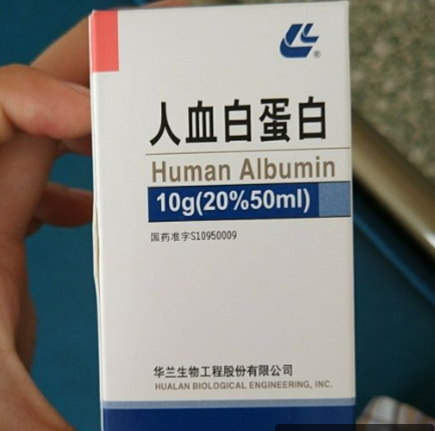 人血白蛋白
Human Albumin
10g(20%50ml)
国药准字S10950009
华兰生物工程股份有限公司
HUALAN BIOLOGICAL ENGINEERING, INC.